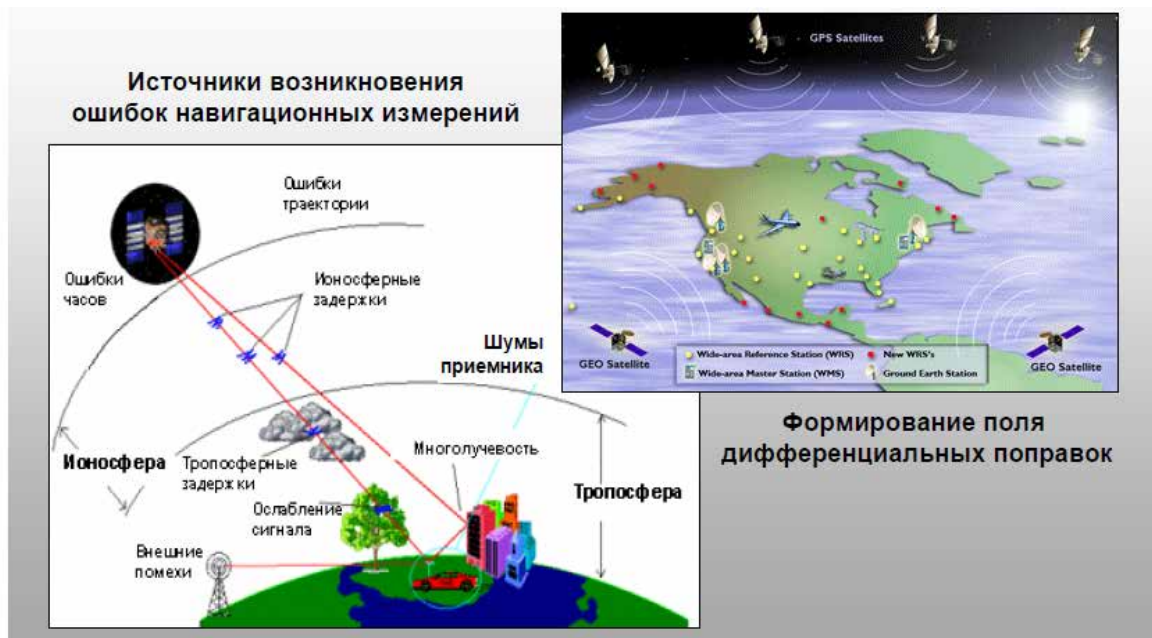 Источники возникновения
ошибок навигационных измерений
Ошибки
траектории
Ошибки
часов
Ионосферные
задержки
Шумы
приемника
Ионосфера
Тропосферные
задержки
Многолучевость
Тропосфера
Ослабление
сигнала
Внешние
помехи
GPS Satellites
GEO Satellite
GEO Satellite
Wide-area Reference Station (WRS)
New WRS's
Wide-area Master Station (WMS)
Ground Earth Station
Формирование поля
дифференциальных поправок